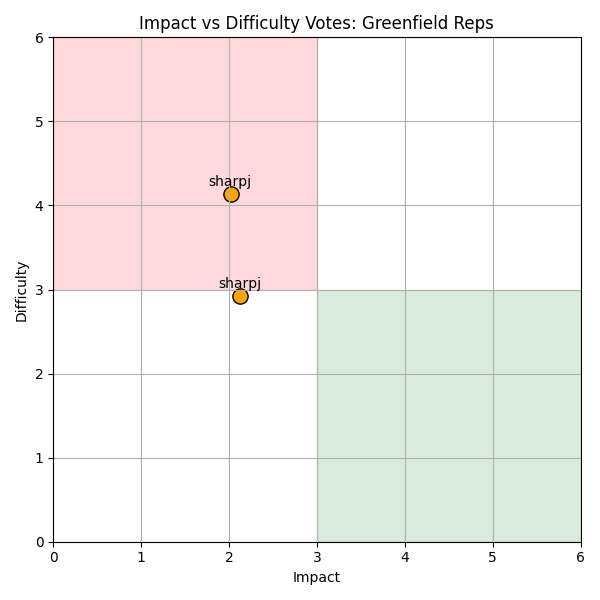 Impact vs Difficulty Votes: Greenfield Reps
6
5
sharpj
4
Difficulty
sharpj
3
2
1
0
0 1 2 3 4 5 6
Impact